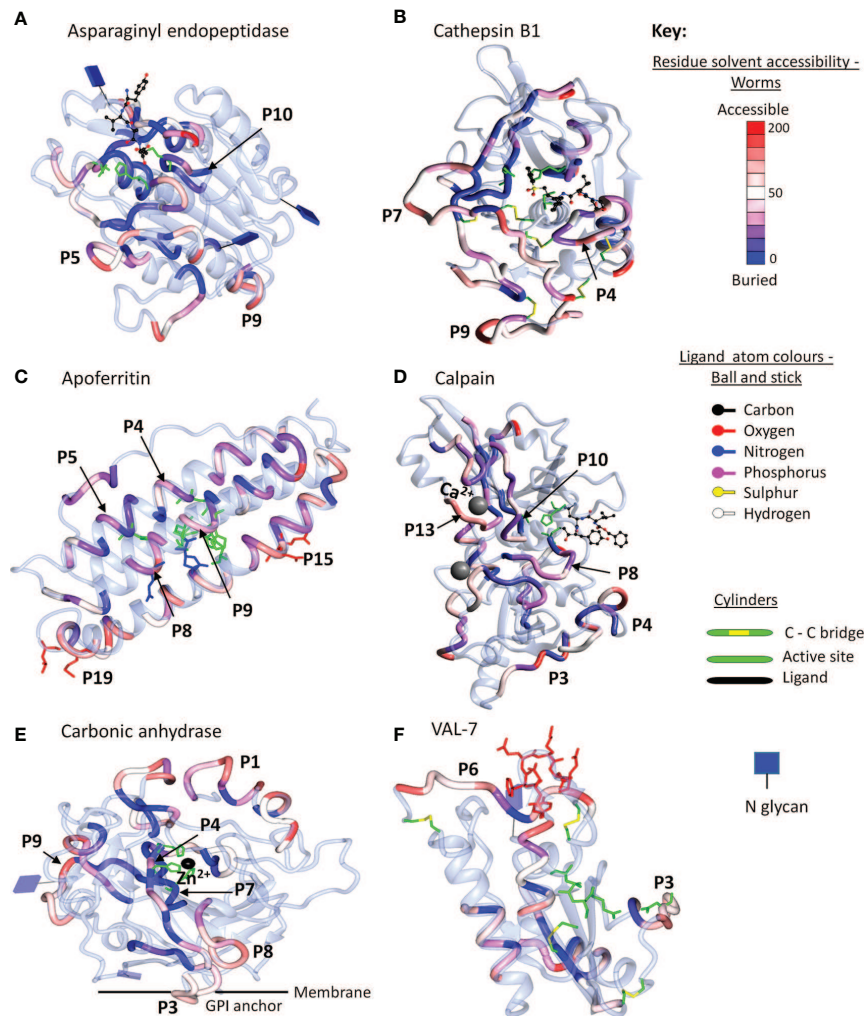 A
Asparaginyl endopeptidase
P10
P5
P9
B
Cathepsin B1
P7
P4
P9
Key:
Residue solvent accessibility -
Worms
Accessible
200
50
0
Buried
C
Apoferritin
P4
P5
P15
P9
P8
P19
D
Calpain
Ca2+
P10
P13
P8
P4
P3
Ligand atom colours -
Ball and stick
Carbon
Oxygen
Nitrogen
Phosphorus
Sulphur
Hydrogen
Cylinders
C - C bridge
Active site
Ligand
E
Carbonic anhydrase
P1
P4
P9
Zn2+
P7
P8
P3
GPI anchor
Membrane
F
VAL-7
P6
P3
N glycan